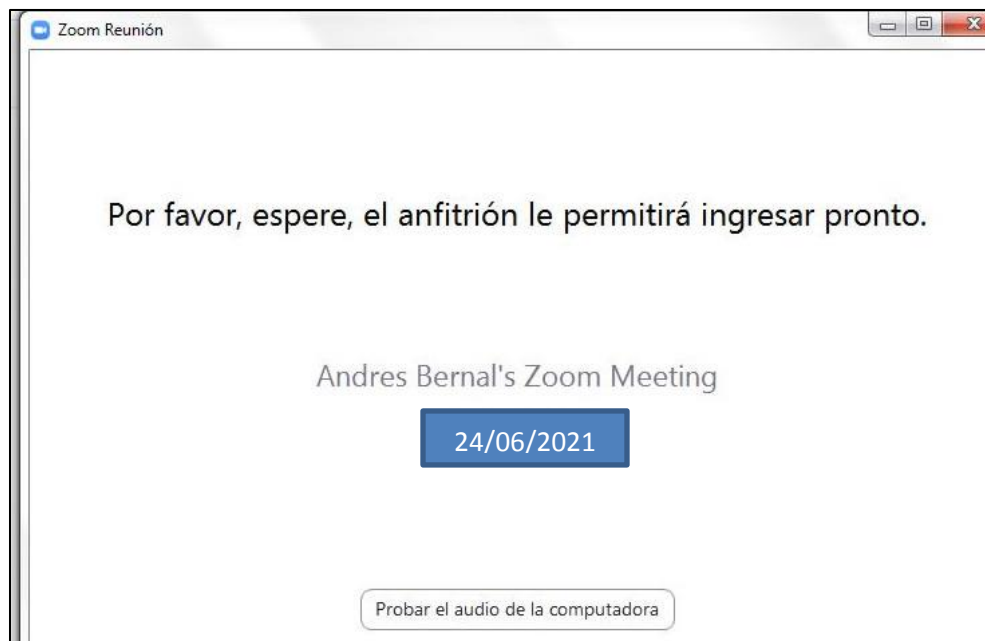 Zoom Reunión
Por favor, espere, el anfitrión le permitirá ingresar pronto.
Andres Bernal's Zoom Meeting
24/06/2021
Probar el audio de la computadora